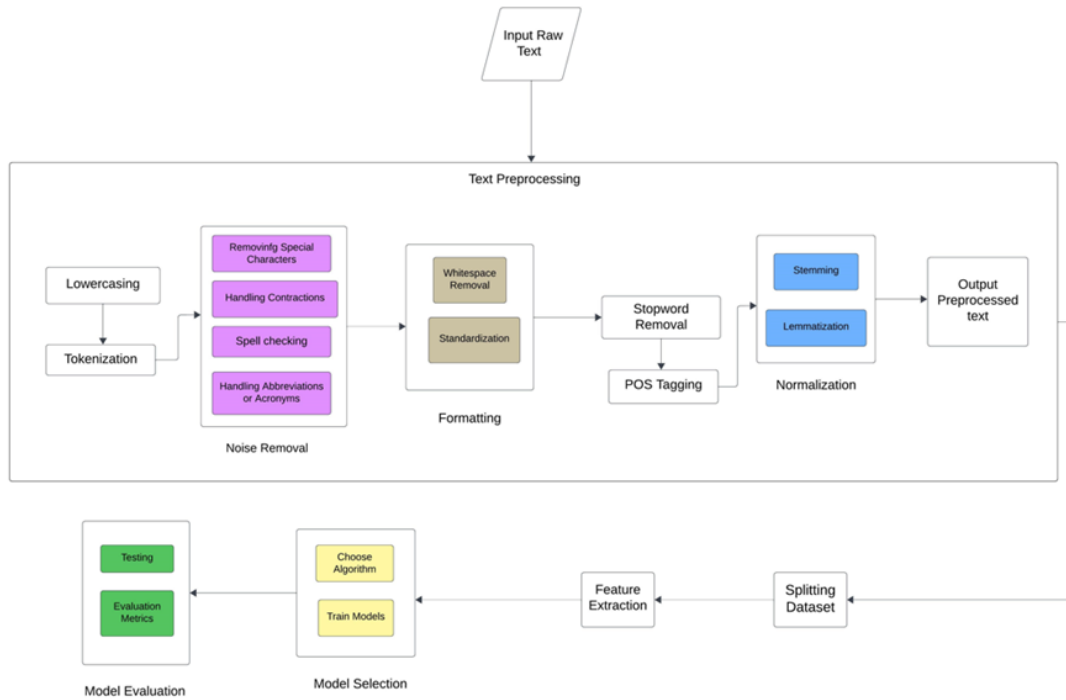 Input Raw
Text
Text Preprocessing
Lowercasing
Tokenization
Removinfg Special
Characters
Handling Contractions
Spell checking
Handling Abbreviations
or Acronyms
Noise Removal
Whitespace
Removal
Standardization
Formatting
Stopword
Removal
POS Tagging
Stemming
Lemmatization
Normalization
Output
Preprocessed
text
Splitting
Dataset
Feature
Extraction
Choose
Algorithm
Train Models
Model Selection
Testing
Evaluation
Metrics
Model Evaluation